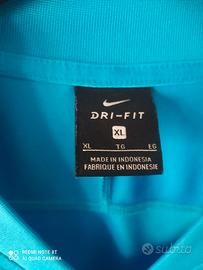 DRI-FIT
XL
XL TG EG
MADE IN INDONESIA
FABRIQUE EN INDONESIE
REDMI NOTE 8T
AI QUAD CAMERA
subito